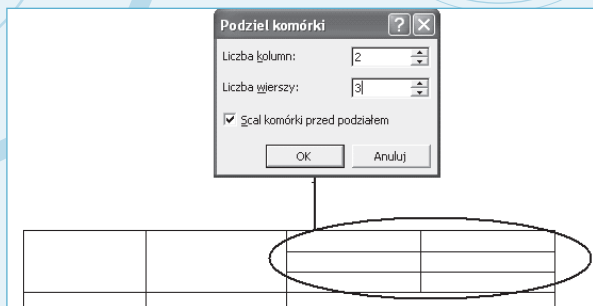 Podziel komórki
Liczba kolumn: 2
Liczba wierszy: 3
Scal komórki przed podziałem
OK Anuluj